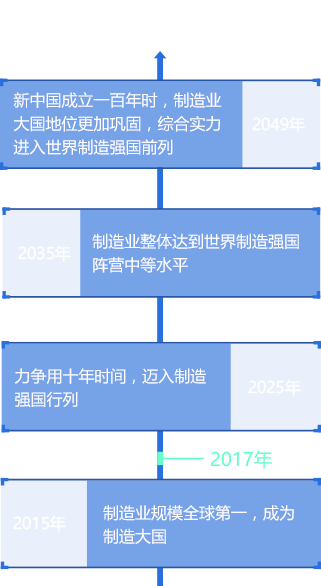 新中国成立一百年时，制造业
大国地位更加巩固，综合实力
进入世界制造强国前列
2049年
2035年
制造业整体达到世界制造强国
阵营中等水平
力争用十年时间，迈入制造
强国行列
2025年
2017年
2015年
制造业规模全球第一，成为
制造大国